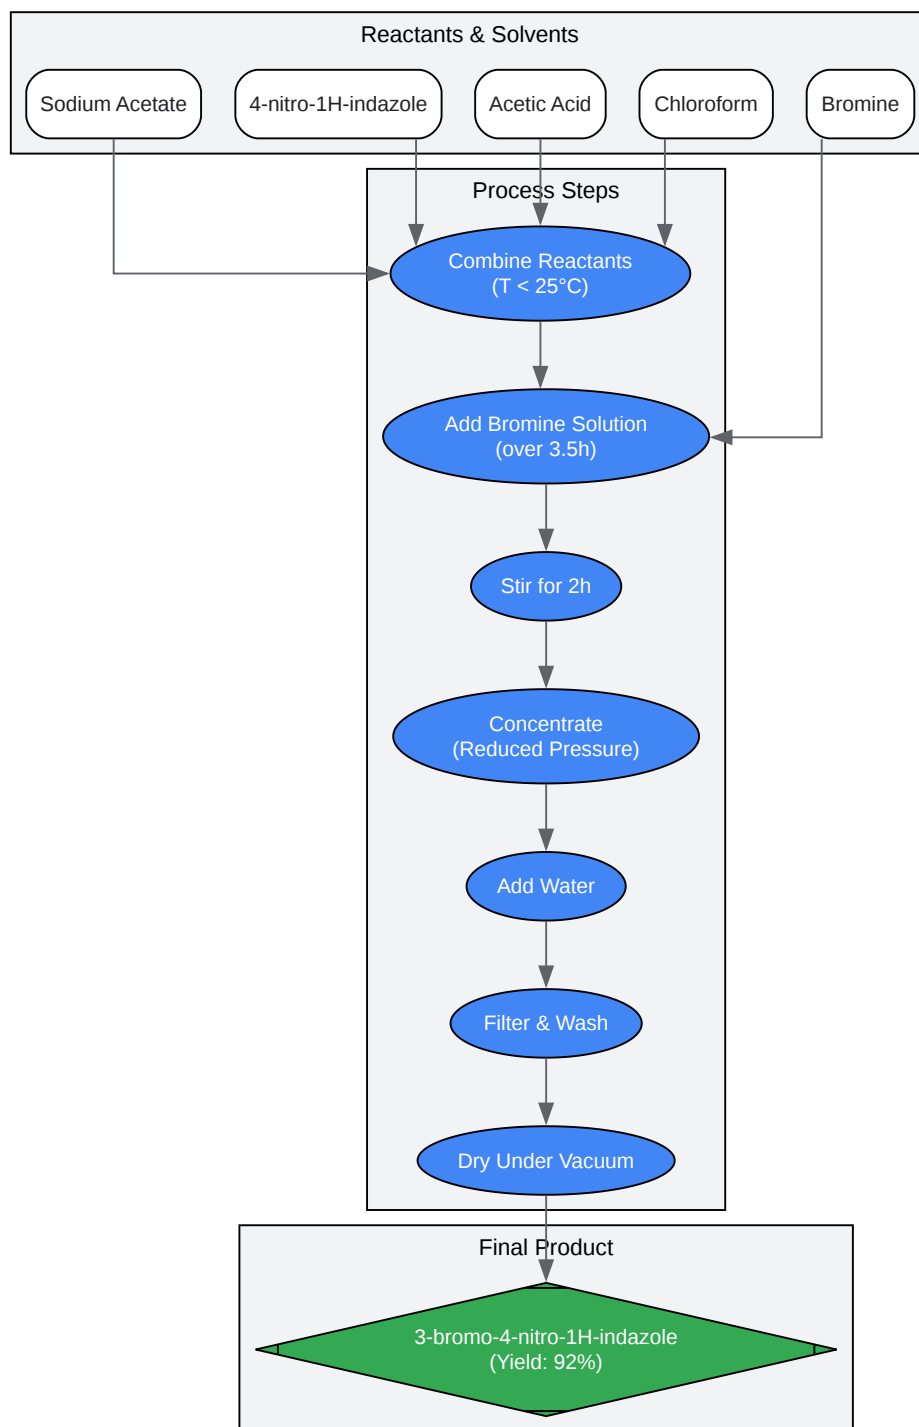 Reactants & Solvents
Sodium Acetate
4-nitro-1H-indazole
Acetic Acid
Chloroform
Bromine
Process Steps
Combine Reactants
(T < 25°C)
Add Bromine Solution
(over 3.5h)
Stir for 2h
Concentrate
(Reduced Pressure)
Add Water
Filter & Wash
Dry Under Vacuum
Final Product
3-bromo-4-nitro-1H-indazole
(Yield: 92%)